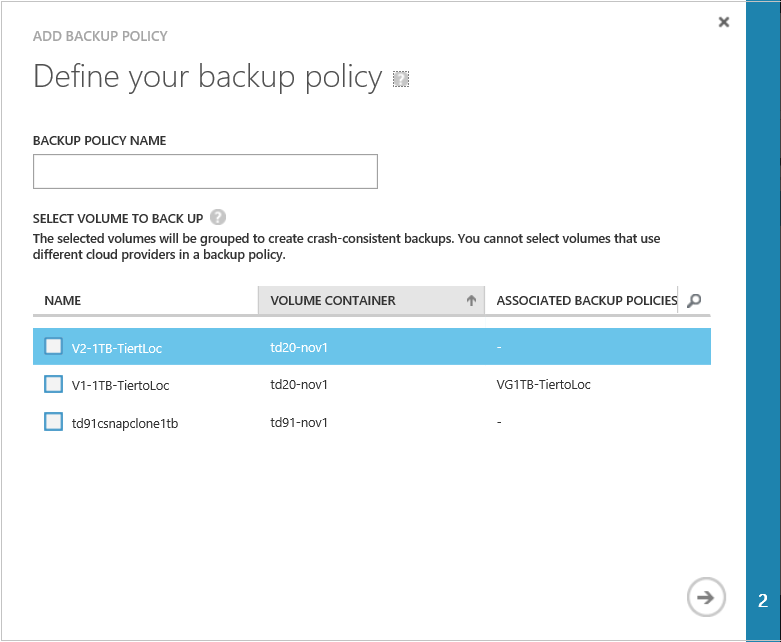 ADD BACKUP POLICY
Define your backup policy ?
BACKUP POLICY NAME
SELECT VOLUME TO BACK UP ?
The selected volumes will be grouped to create crash-consistent backups. You cannot select volumes that use
different cloud providers in a backup policy.
NAME VOLUME CONTAINER ASSOCIATED BACKUP POLICIES
V2-1TB-TiertLoc td20-nov1 -
V1-1TB-TiertoLoc td20-nov1 VG1TB-TiertoLoc
td91csnapclone1tb td91-nov1 -
2